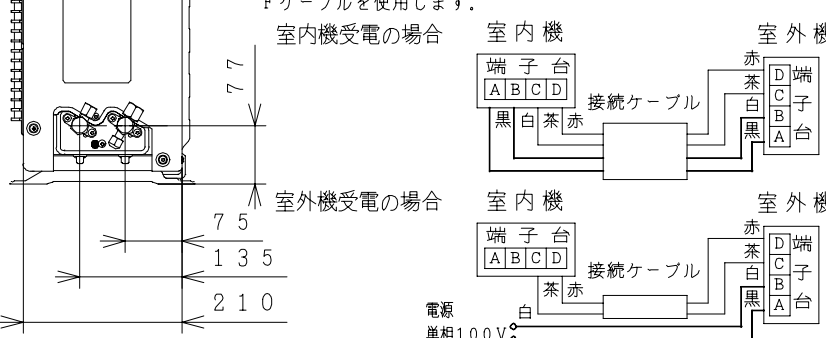 Fケーブルを使用します。
室内機受電の場合
室内機
室外機
端子台
A B C D
接続ケーブル
黒 白 茶 赤
赤
茶
白
黒
D
C
B
A
端子台
77
室外機受電の場合
室内機
室外機
端子台
A B C D
接続ケーブル
茶 赤
赤
茶
白
黒
D
C
B
A
端子台
電源
単相100V
白
75
135
210